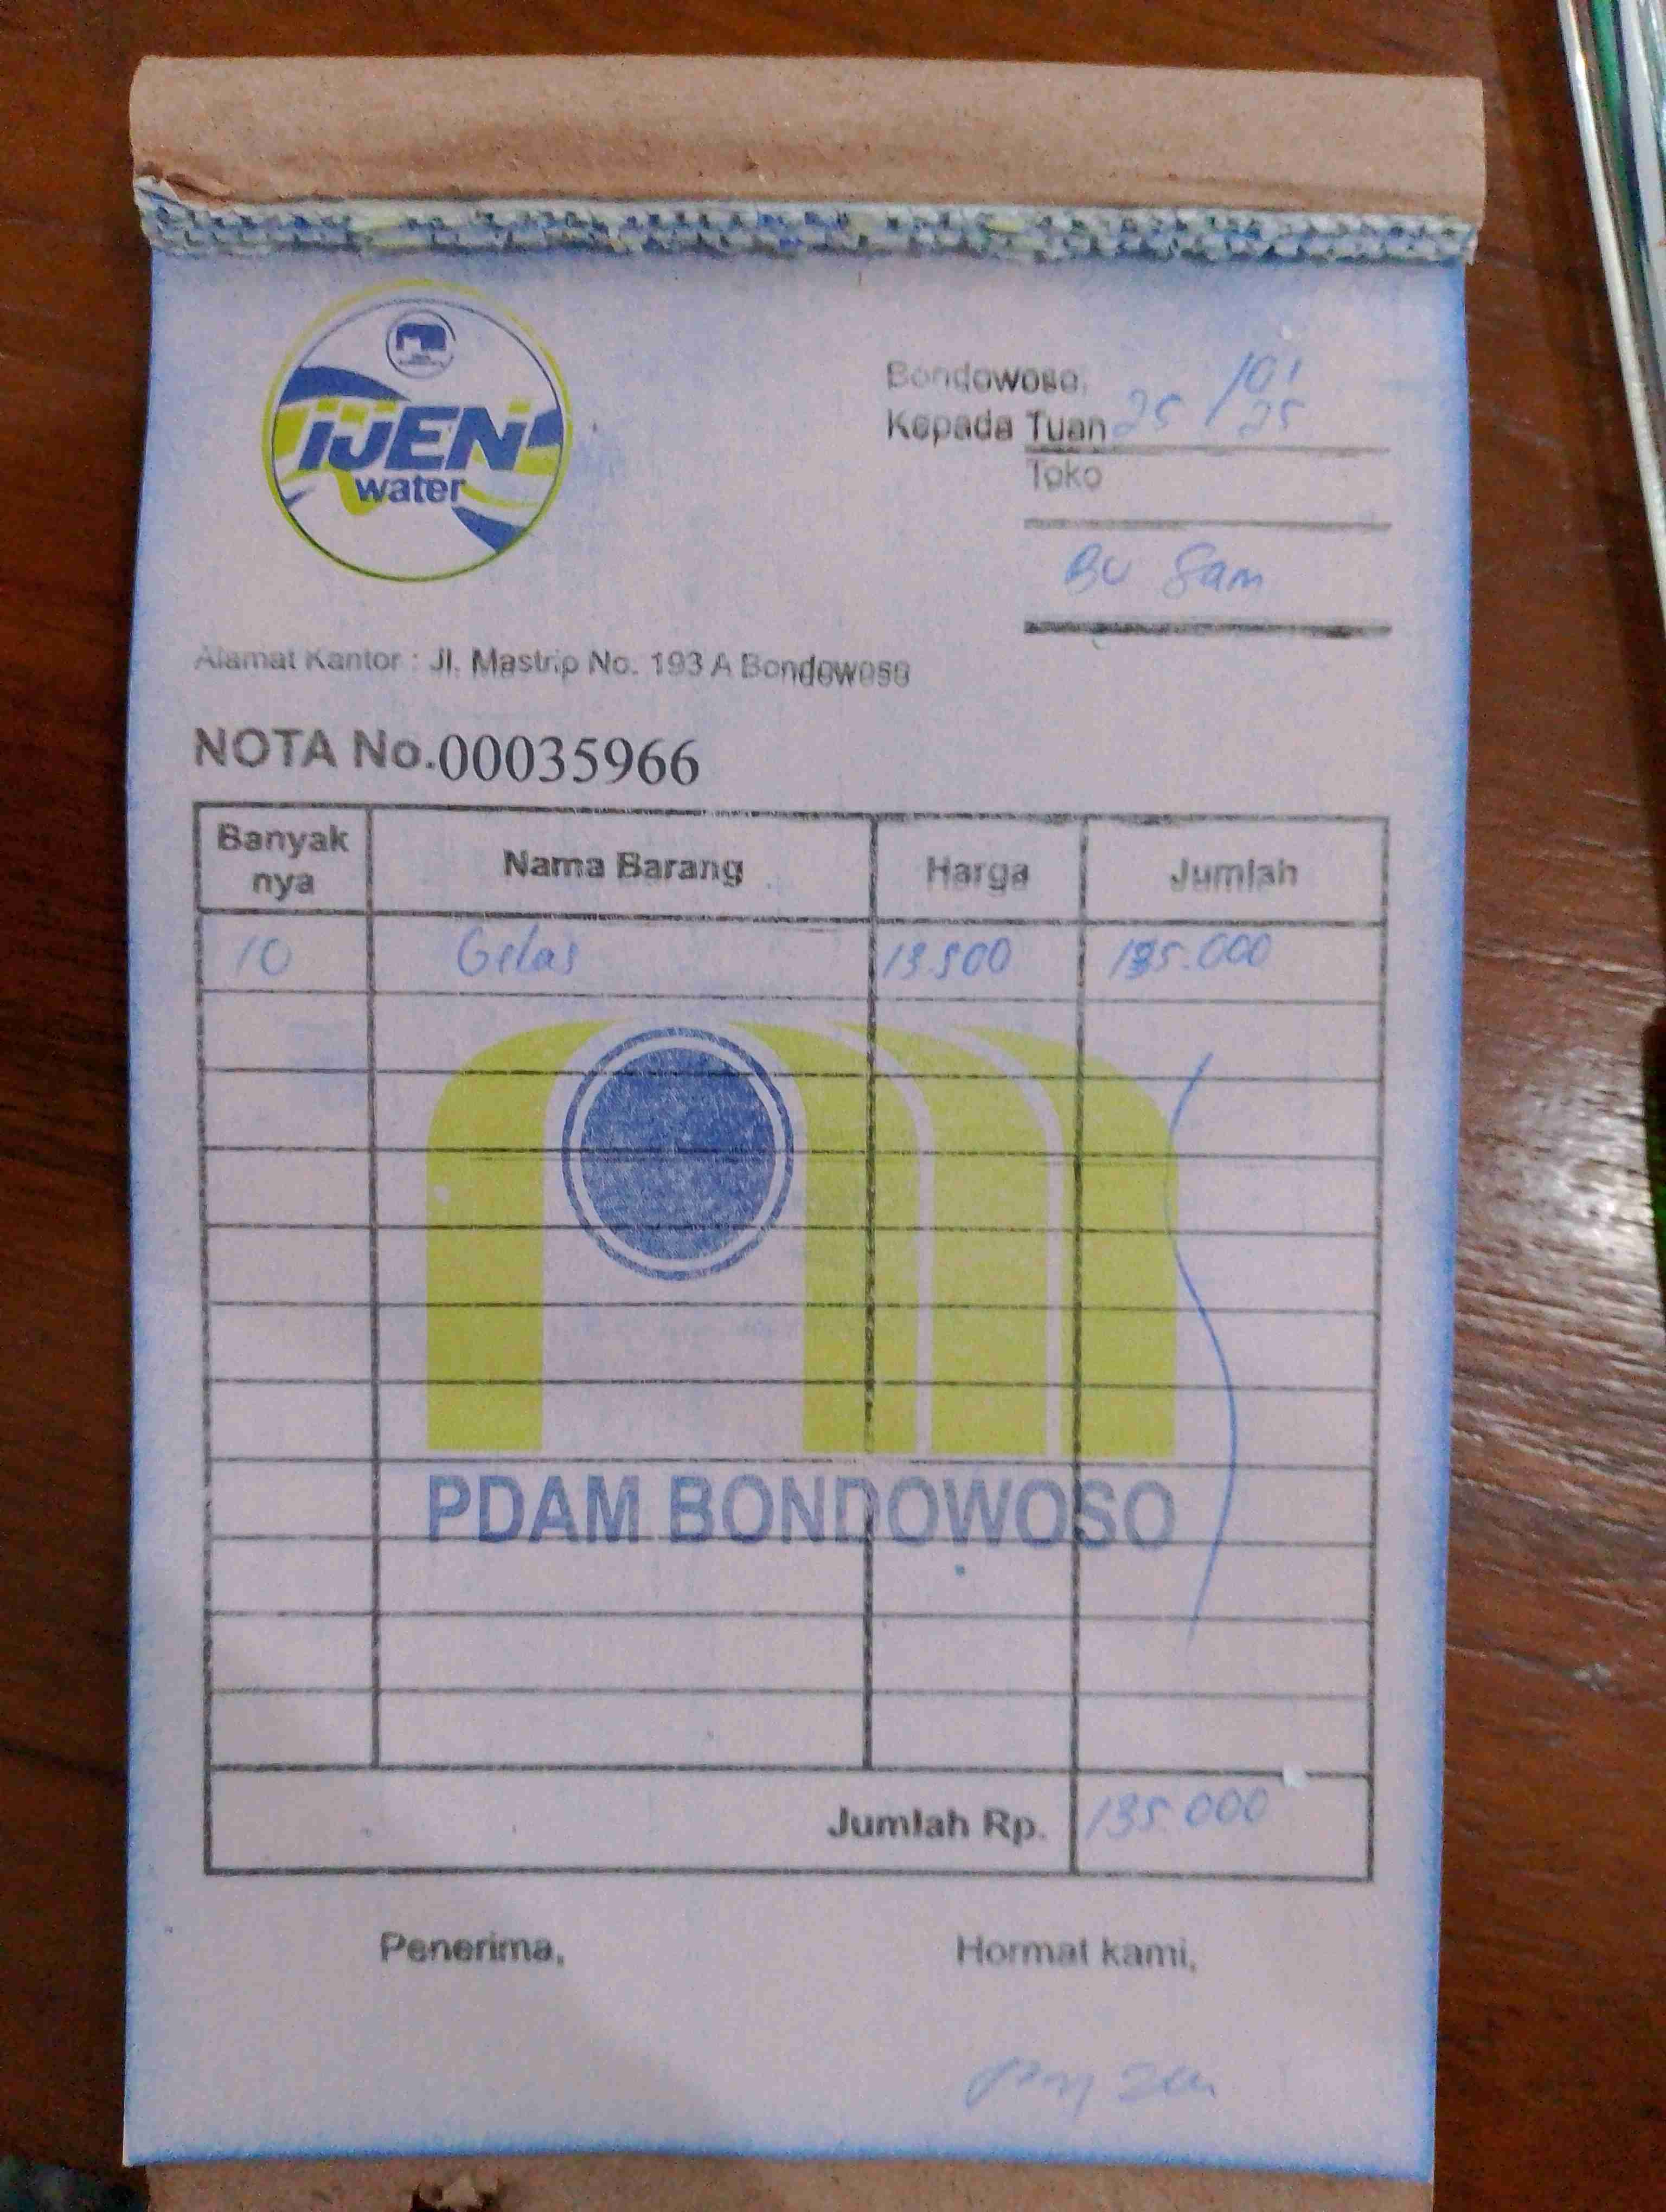 IJEN
water
Bondowoso, 25/01/25
Kepada Tuan
Toko
Bu Sam
Alamat Kantor : Jl. Mastrip No. 193 A Bondowoso
NOTA No.00035966
Banyak nya Nama Barang Harga Jumlah
10 Gelas 13.500 135.000
PDAM BONDOWOSO
Jumlah Rp. 135.000
Penerima, Hormat kami,